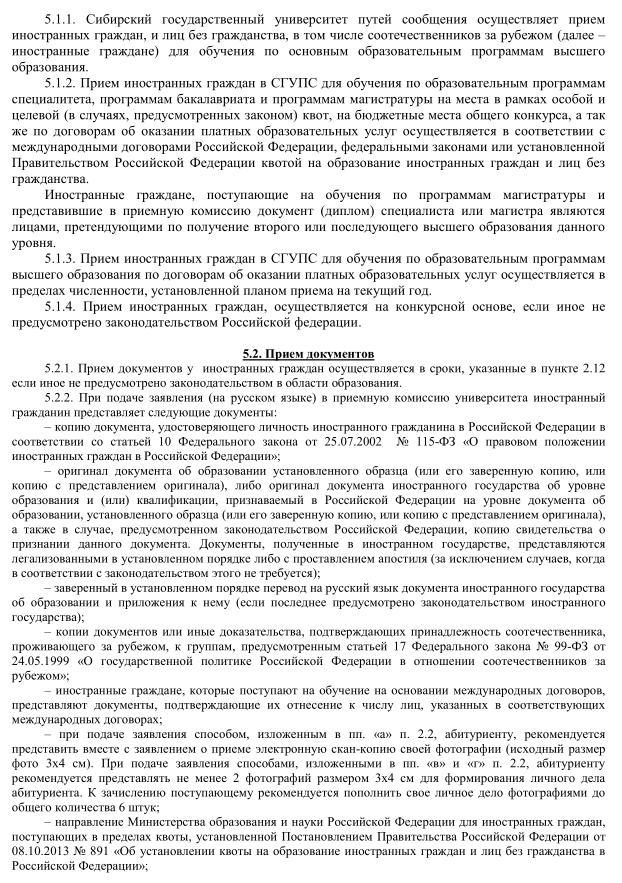 5.1.1. Сибирский государственный университет путей сообщения осуществляет прием
иностранных граждан, и лиц без гражданства, в том числе соотечественников за рубежом (далее –
иностранные граждане) для обучения по основным образовательным программам высшего
образования.
5.1.2. Прием иностранных граждан в СГУПС для обучения по образовательным программам
специалитета, программам бакалавриата и программам магистратуры на места в рамках особой и
целевой (в случаях, предусмотренных законом) квот, на бюджетные места общего конкурса, а так
же по договорам об оказании платных образовательных услуг осуществляется в соответствии с
международными договорами Российской Федерации, федеральными законами или установленной
Правительством Российской Федерации квотой на образование иностранных граждан и лиц без
гражданства.
Иностранные граждане, поступающие на обучения по программам магистратуры и
представившие в приемную комиссию документ (диплом) специалиста или магистра являются
лицами, претендующими по получение второго или последующего высшего образования данного
уровня.
5.1.3. Прием иностранных граждан в СГУПС для обучения по образовательным программам
высшего образования по договорам об оказании платных образовательных услуг осуществляется в
пределах численности, установленной планом приема на текущий год.
5.1.4. Прием иностранных граждан, осуществляется на конкурсной основе, если иное не
предусмотрено законодательством Российской федерации.
5.2. Прием документов
5.2.1. Прием документов у иностранных граждан осуществляется в сроки, указанные в пункте 2.12
если иное не предусмотрено законодательством в области образования.
5.2.2. При подаче заявления (на русском языке) в приемную комиссию университета иностранный
гражданин представляет следующие документы:
– копию документа, удостоверяющего личность иностранного гражданина в Российской Федерации в
соответствии со статьей 10 Федерального закона от 25.07.2002 № 115-ФЗ «О правовом положении
иностранных граждан в Российской Федерации»;
– оригинал документа об образовании установленного образца (или его заверенную копию, или
копию с представлением оригинала), либо оригинал документа иностранного государства об уровне
образования и (или) квалификации, признаваемый в Российской Федерации на уровне документа об
образовании, установленного образца (или его заверенную копию, или копию с представлением оригинала),
а также в случае, предусмотренном законодательством Российской Федерации, копию свидетельства о
признании данного документа. Документы, полученные в иностранном государстве, представляются
легализованными в установленном порядке либо с проставлением апостиля (за исключением случаев, когда
в соответствии с законодательством этого не требуется);
– заверенный в установленном порядке перевод на русский язык документа иностранного государства
об образовании и приложения к нему (если последнее предусмотрено законодательством иностранного
государства);
– копии документов или иные доказательства, подтверждающих принадлежность соотечественника,
проживающего за рубежом, к группам, предусмотренным статьей 17 Федерального закона № 99-ФЗ от
24.05.1999 «О государственной политике Российской Федерации в отношении соотечественников за
рубежом»;
– иностранные граждане, которые поступают на обучение на основании международных договоров,
представляют документы, подтверждающие их отнесение к числу лиц, указанных в соответствующих
международных договорах;
– при подаче заявления способом, изложенным в пп. «а» п. 2.2, абитуриенту, рекомендуется
представить вместе с заявлением о приеме электронную скан-копию своей фотографии (исходный размер
фото 3х4 см). При подаче заявления способами, изложенными в пп. «в» и «г» п. 2.2, абитуриенту
рекомендуется представлять не менее 2 фотографий размером 3х4 см для формирования личного дела
абитуриента. К зачислению поступающему рекомендуется пополнить свое личное дело фотографиями до
общего количества 6 штук;
– направление Министерства образования и науки Российской Федерации для иностранных граждан,
поступающих в пределах квоты, установленной Постановлением Правительства Российской Федерации от
08.10.2013 № 891 «Об установлении квоты на образование иностранных граждан и лиц без гражданства в
Российской Федерации»;